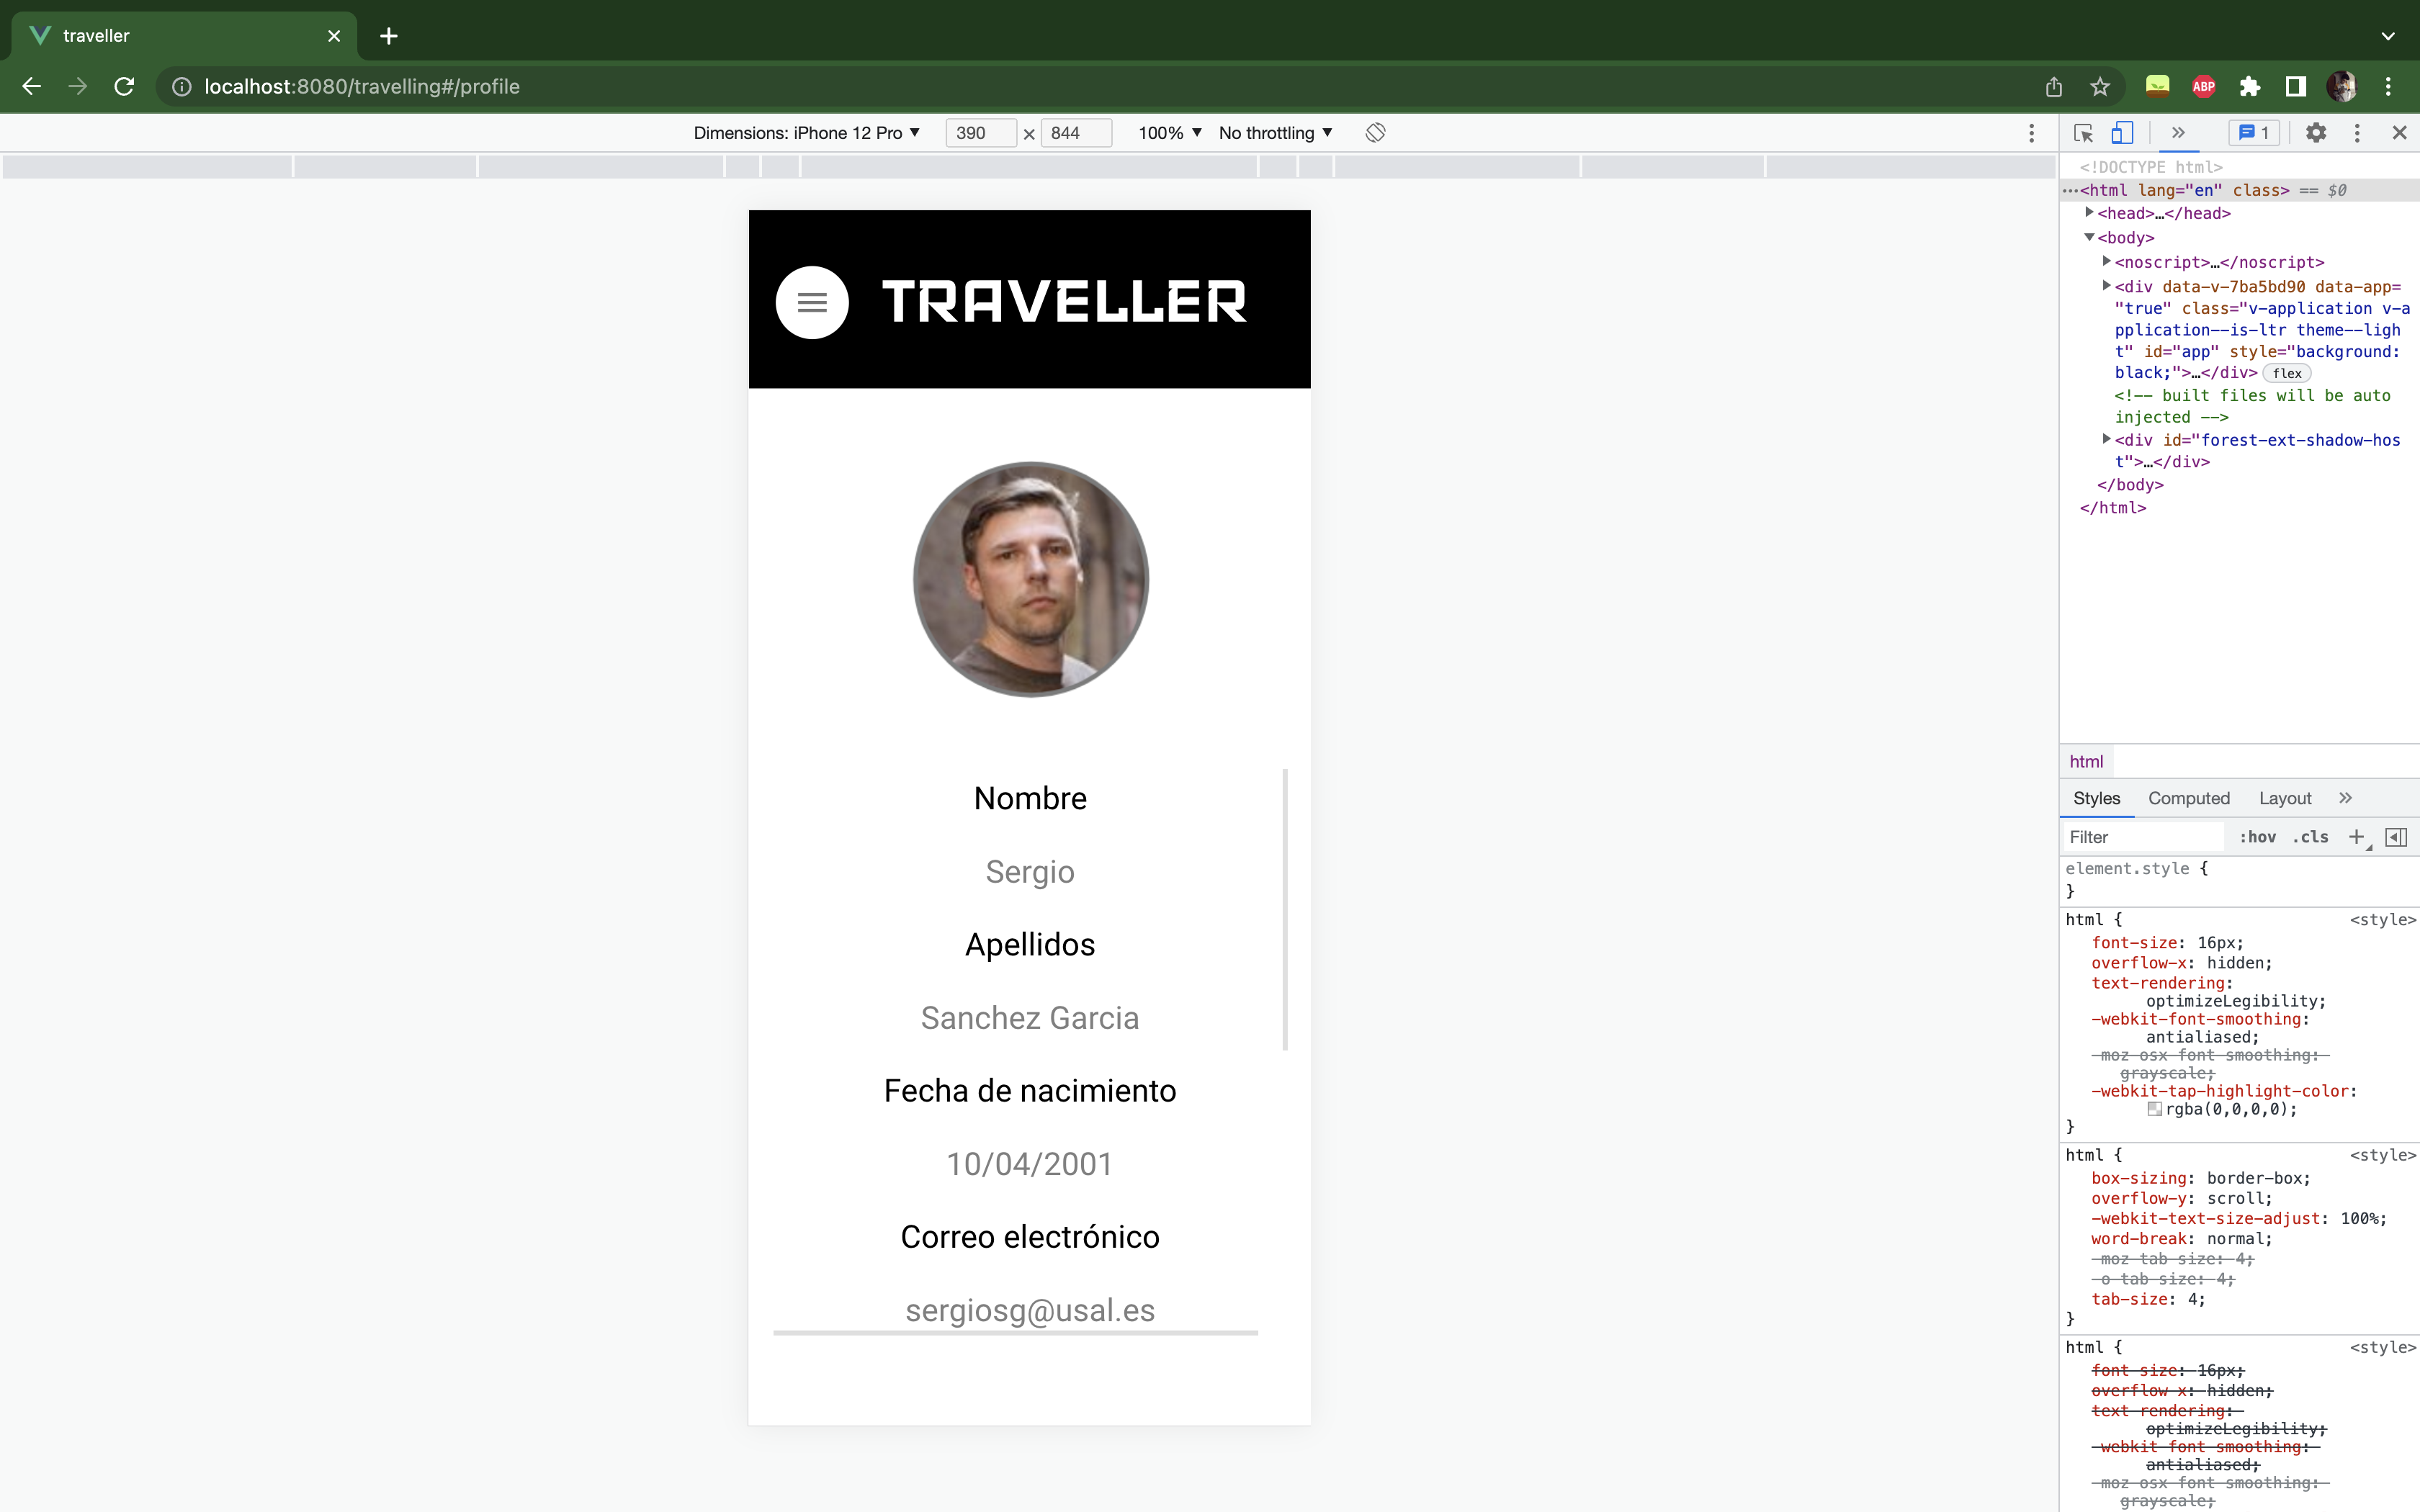 traveller
localhost:8080/travelling#/profile
ABP
Dimensions: iPhone 12 Pro ▼ 390 × 844 100% ▼ No throttling ▼
1
TRAVELLER
Nombre
Sergio
Apellidos
Sanchez Garcia
Fecha de nacimiento
10/04/2001
Correo electrónico
sergiosg@usal.es
<!DOCTYPE html>
…<html lang="en" class> == $0
<head>…</head>
<body>
<noscript>…</noscript>
<div data-v-7ba5bd90 data-app=
"true" class="v-application v-a
pplication--is-ltr theme--ligh
t" id="app" style="background:
black;">…</div> flex
<!-- built files will be auto
injected -->
<div id="forest-ext-shadow-hos
t">…</div>
</body>
</html>
html
Styles Computed Layout »
Filter :hov .cls +
element.style {
}
html { <style>
font-size: 16px;
overflow-x: hidden;
text-rendering:
optimizeLegibility;
-webkit-font-smoothing:
antialiased;
-moz-osx-font-smoothing:
grayscale;
-webkit-tap-highlight-color:
rgba(0,0,0,0);
}
html { <style>
box-sizing: border-box;
overflow-y: scroll;
-webkit-text-size-adjust: 100%;
word-break: normal;
-moz-tab-size: 4;
-o-tab-size: 4;
tab-size: 4;
}
html { <style>
font-size: 16px;
overflow-x: hidden;
text-rendering:
optimizeLegibility;
-webkit-font-smoothing:
antialiased;
-moz-osx-font-smoothing:
grayscale;